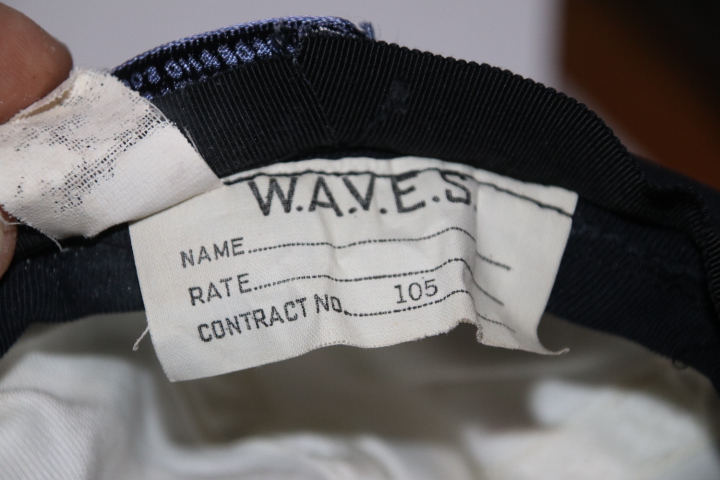 W.A.V.E.S.
NAME
RATE
CONTRACT NO. 105